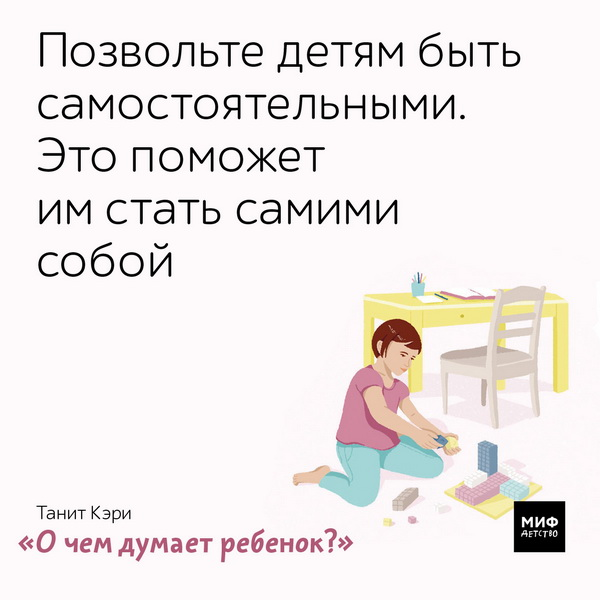 Позвольте детям быть
самостоятельными.
Это поможет
им стать самими
собой
Танит Кэри
«О чем думает ребенок?»
МИФ
ДЕТСТВО